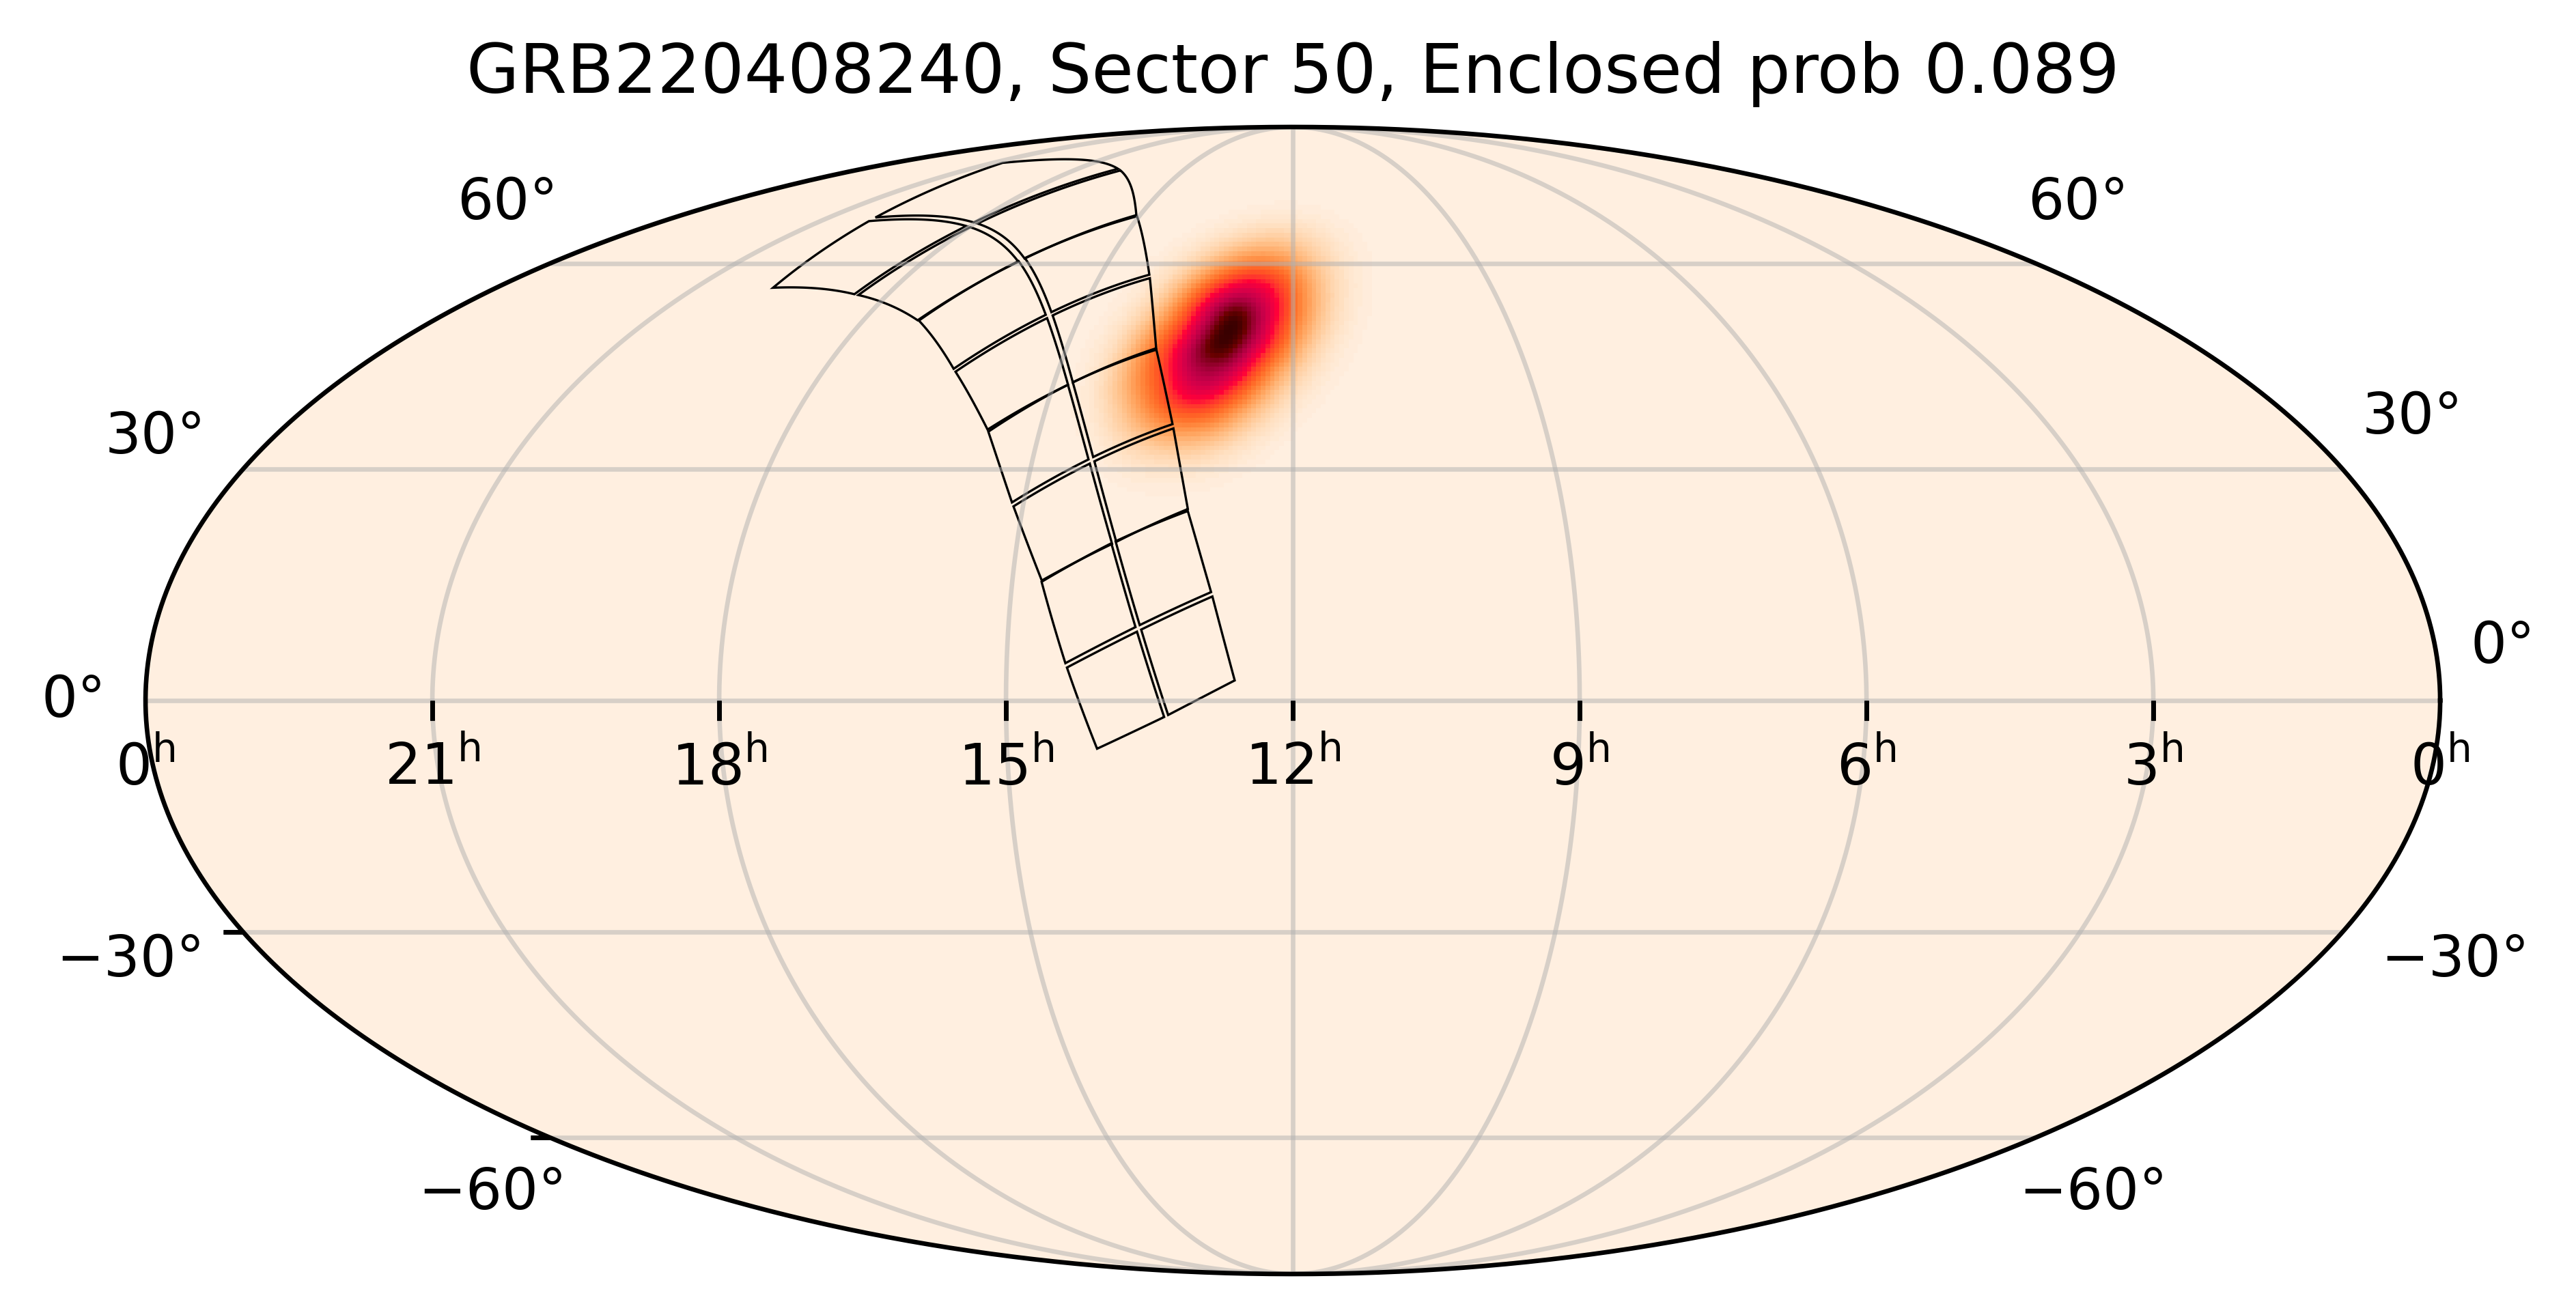 GRB220408240, Sector 50, Enclosed prob 0.089
60° 60°
30° 30°
0° 0°
0ʰ 21ʰ 18ʰ 15ʰ 12ʰ 9ʰ 6ʰ 3ʰ 0ʰ
−30° −30°
−60° −60°